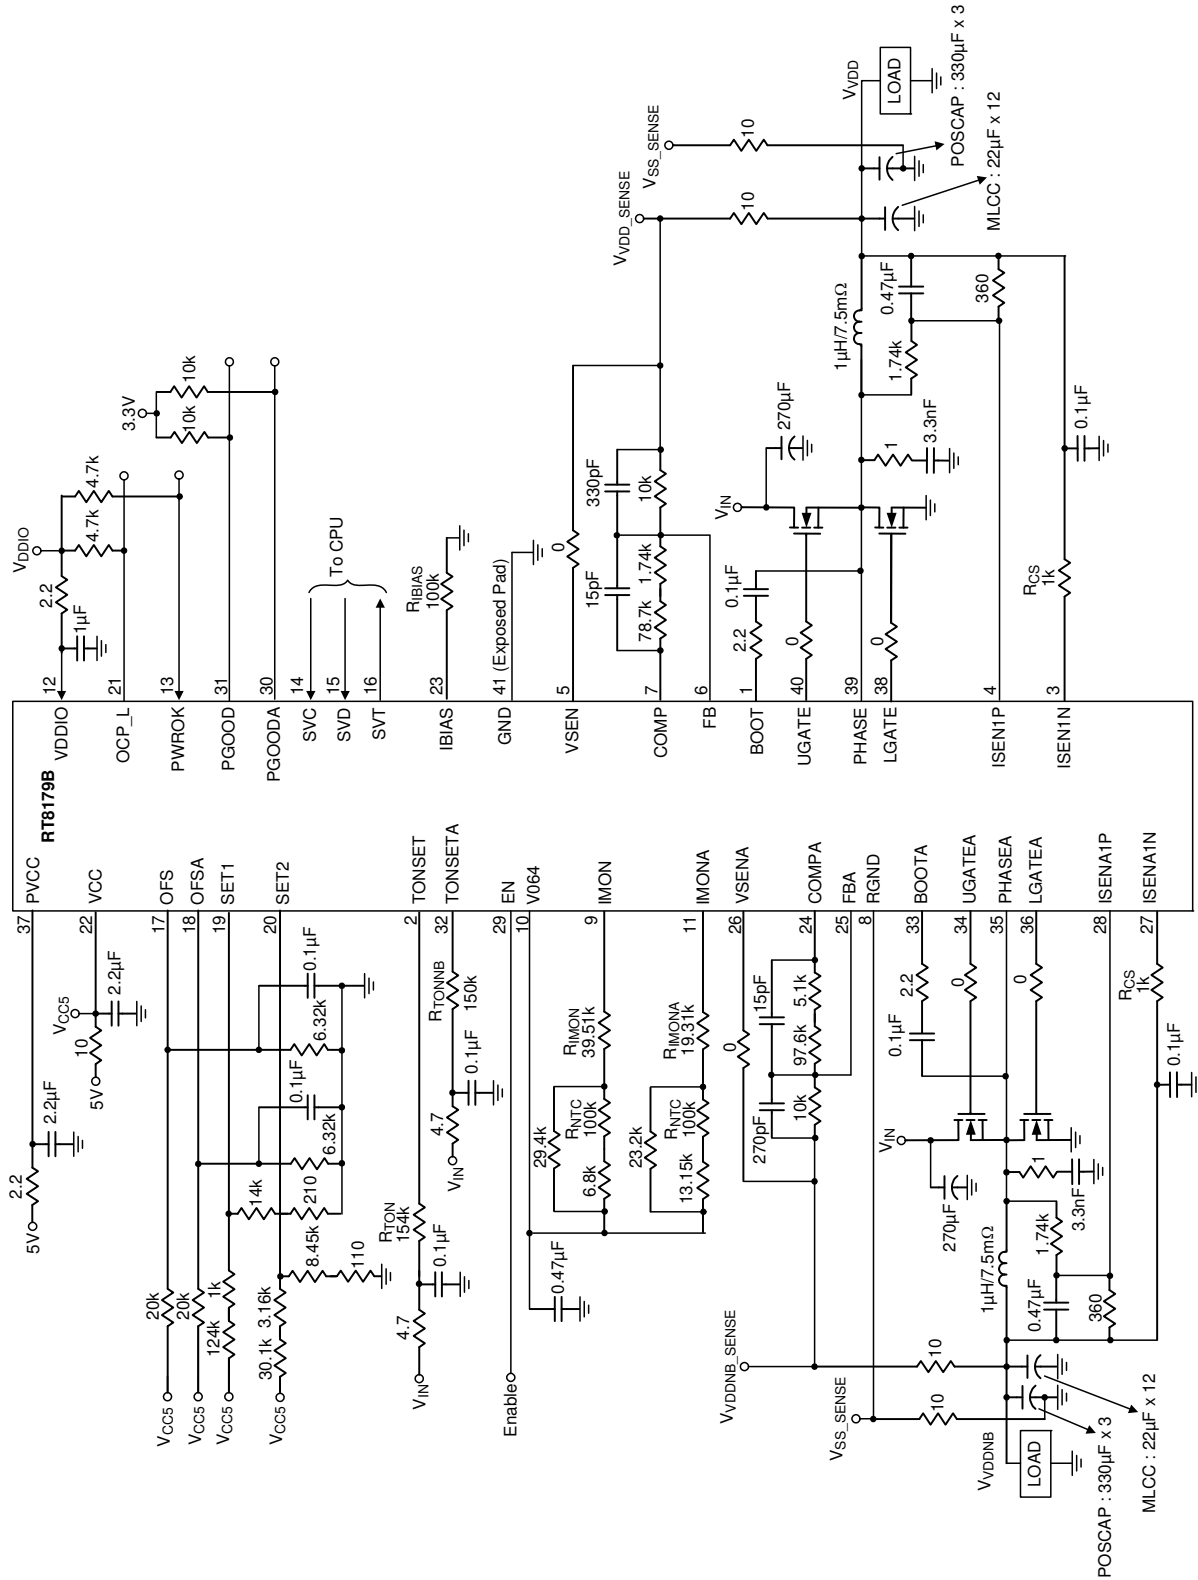 RT8179B
2.2
5V
2.2µF
37
PVCC
10
5V
VCC5
2.2µF
22
VCC
VCC5
20k
17
OFS
VCC5
20k
18
OFSA
VCC5
124k
1k
19
SET1
VCC5
30.1k
3.16k
20
SET2
14k
210
8.45k
110
6.32k
0.1µF
6.32k
0.1µF
VIN
4.7
0.1µF
RTON
154k
2
TONSET
VIN
4.7
0.1µF
RTONNB
150k
32
TONSETA
Enable
29
EN
0.47µF
10
V064
29.4k
6.8k
RNTC
100k
RIMON
39.51k
9
IMON
23.2k
13.15k
RNTC
100k
RIMONA
19.31k
11
IMONA
0
26
VSENA
VVDDNB_SENSE
270pF
15pF
10k
97.6k
5.1k
24
COMPA
25
FBA
VSS_SENSE
8
RGND
10
10
0.1µF
2.2
33
BOOTA
VIN
270µF
0
34
UGATEA
35
PHASEA
0
36
LGATEA
1
3.3nF
1µH/7.5mΩ
1.74k
0.47µF
360
28
ISENA1P
RCS
1k
27
ISENA1N
0.1µF
VVDDNB
LOAD
POSCAP : 330µF x 3
MLCC : 22µF x 12
VDDIO
2.2
1µF
4.7k
4.7k
12
VDDIO
21
OCP_L
13
PWROK
3.3V
10k
10k
31
PGOOD
30
PGOODA
14
SVC
15
SVD
16
SVT
To CPU
RIBIAS
100k
23
IBIAS
41 (Exposed Pad)
GND
0
5
VSEN
15pF
330pF
78.7k
1.74k
10k
7
COMP
6
FB
VVDD_SENSE
VSS_SENSE
10
10
2.2
0.1µF
1
BOOT
VIN
270µF
0
40
UGATE
39
PHASE
0
38
LGATE
1
3.3nF
1µH/7.5mΩ
1.74k
0.47µF
360
4
ISEN1P
RCS
1k
3
ISEN1N
0.1µF
VVDD
LOAD
POSCAP : 330µF x 3
MLCC : 22µF x 12